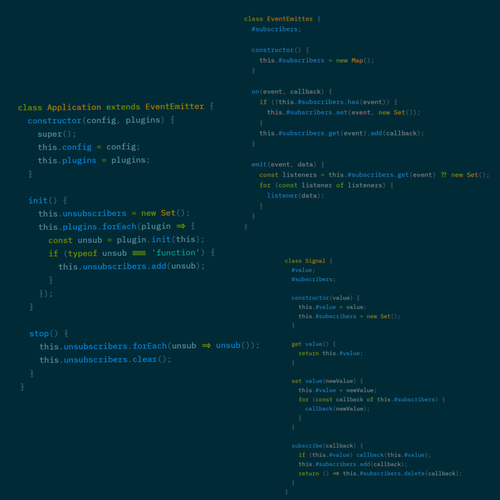 class EventEmitter {
#subscribers;
constructor() {
this.#subscribers = new Map();
}
on(event, callback) {
if (!this.#subscribers.has(event)) {
this.#subscribers.set(event, new Set());
}
this.#subscribers.get(event).add(callback);
}
emit(event, data) {
const listeners = this.#subscribers.get(event) ?? new Set();
for (const listener of listeners) {
listener(data);
}
}
}
class Application extends EventEmitter {
constructor(config, plugins) {
super();
this.config = config;
this.plugins = plugins;
}
init() {
this.unsubscribers = new Set();
this.plugins.forEach(plugin => {
const unsub = plugin.init(this);
if (typeof unsub === 'function') {
this.unsubscribers.add(unsub);
}
});
}
stop() {
this.unsubscribers.forEach(unsub => unsub());
this.unsubscribers.clear();
}
}
class Signal {
#value;
#subscribers;
constructor(value) {
this.#value = value;
this.#subscribers = new Set();
}
get value() {
return this.#value;
}
set value(newValue) {
this.#value = newValue;
for (const callback of this.#subscribers) {
callback(newValue);
}
}
subscribe(callback) {
if (this.#value) callback(this.#value);
this.#subscribers.add(callback);
return () => this.#subscribers.delete(callback);
}
}